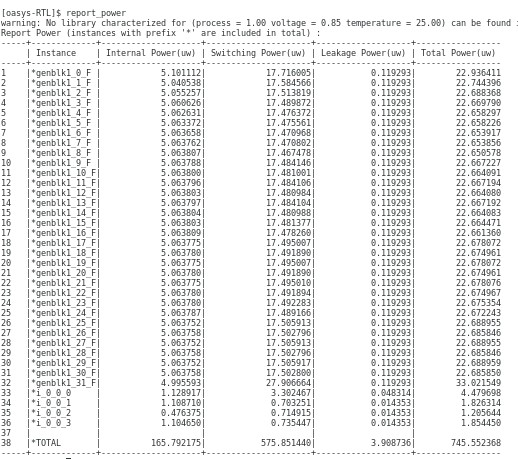 [oasys-RTL]$ report_power
warning: No library characterized for (process = 1.00 voltage = 0.85 temperature = 25.00) can be found
Report Power (instances with prefix '*' are included in total) :
-----+-------------+--------------------+---------------------+-------------------+-----------------
| Instance | Internal Power(uw) | Switching Power(uw) | Leakage Power(uw) | Total Power(uw)
-----+-------------+--------------------+---------------------+-------------------+-----------------
1 |*genblk1_0_F | 5.101112| 17.716005| 0.119293| 22.936411
2 |*genblk1_1_F | 5.040538| 17.584566| 0.119293| 22.744396
3 |*genblk1_2_F | 5.055257| 17.513819| 0.119293| 22.688368
4 |*genblk1_3_F | 5.060626| 17.489872| 0.119293| 22.669790
5 |*genblk1_4_F | 5.062631| 17.476372| 0.119293| 22.658297
6 |*genblk1_5_F | 5.063372| 17.475561| 0.119293| 22.658226
7 |*genblk1_6_F | 5.063658| 17.470968| 0.119293| 22.653917
8 |*genblk1_7_F | 5.063762| 17.470802| 0.119293| 22.653856
9 |*genblk1_8_F | 5.063807| 17.467478| 0.119293| 22.650578
10 |*genblk1_9_F | 5.063788| 17.484146| 0.119293| 22.667227
11 |*genblk1_10_F| 5.063800| 17.481001| 0.119293| 22.664091
12 |*genblk1_11_F| 5.063796| 17.484106| 0.119293| 22.667194
13 |*genblk1_12_F| 5.063803| 17.480984| 0.119293| 22.664080
14 |*genblk1_13_F| 5.063797| 17.484104| 0.119293| 22.667192
15 |*genblk1_14_F| 5.063804| 17.480988| 0.119293| 22.664083
16 |*genblk1_15_F| 5.063803| 17.481377| 0.119293| 22.664471
17 |*genblk1_16_F| 5.063809| 17.478260| 0.119293| 22.661360
18 |*genblk1_17_F| 5.063775| 17.495007| 0.119293| 22.678072
19 |*genblk1_18_F| 5.063780| 17.491890| 0.119293| 22.674961
20 |*genblk1_19_F| 5.063775| 17.495007| 0.119293| 22.678072
21 |*genblk1_20_F| 5.063780| 17.491890| 0.119293| 22.674961
22 |*genblk1_21_F| 5.063775| 17.495010| 0.119293| 22.678076
23 |*genblk1_22_F| 5.063780| 17.491894| 0.119293| 22.674967
24 |*genblk1_23_F| 5.063780| 17.492283| 0.119293| 22.675354
25 |*genblk1_24_F| 5.063787| 17.489166| 0.119293| 22.672243
26 |*genblk1_25_F| 5.063752| 17.505913| 0.119293| 22.688955
27 |*genblk1_26_F| 5.063758| 17.502796| 0.119293| 22.685846
28 |*genblk1_27_F| 5.063752| 17.505913| 0.119293| 22.688955
29 |*genblk1_28_F| 5.063758| 17.502796| 0.119293| 22.685846
30 |*genblk1_29_F| 5.063752| 17.505917| 0.119293| 22.688959
31 |*genblk1_30_F| 5.063758| 17.502800| 0.119293| 22.685850
32 |*genblk1_31_F| 4.995593| 27.906664| 0.119293| 33.021549
33 |*i_0_0_0 | 1.128917| 3.302467| 0.048314| 4.479698
34 |*i_0_0_1 | 1.108710| 0.703251| 0.014353| 1.826314
35 |*i_0_0_2 | 0.476375| 0.714915| 0.014353| 1.205644
36 |*i_0_0_3 | 1.104650| 0.735447| 0.014353| 1.854450
37 | | | | |
38 |*TOTAL | 165.792175| 575.851440| 3.908736| 745.552368
-----+-------------+--------------------+---------------------+-------------------+-----------------